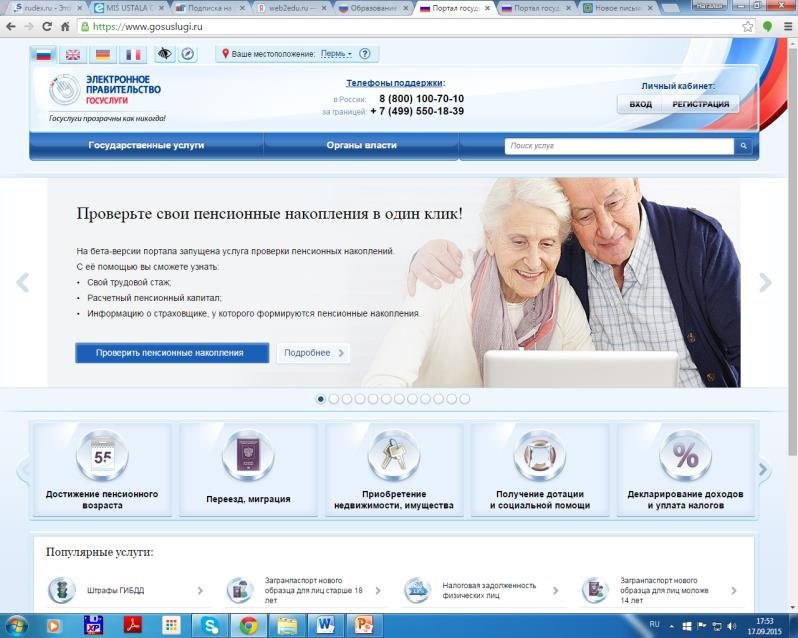 rudex.ru - Это
MIS USTALA C
Подписка на
web2edu.ru —
Образование
Портал госуд
Портал госуд
Новое письмо
Наталья
https://www.gosuslugi.ru
Ваше местоположение: Пермь
ЭЛЕКТРОННОЕ
ПРАВИТЕЛЬСТВО
ГОСУСЛУГИ
Госуслуги прозрачны как никогда!
Телефоны поддержки:
в России: 8 (800) 100-70-10
за границей: + 7 (499) 550-18-39
Личный кабинет:
ВХОД РЕГИСТРАЦИЯ
Государственные услуги
Органы власти
Поиск услуг
Проверьте свои пенсионные накопления в один клик!
На бета-версии портала запущена услуга проверки пенсионных накоплений.
С её помощью вы сможете узнать:
• Свой трудовой стаж;
• Расчетный пенсионный капитал;
• Информацию о страховщике, у которого формируются пенсионные накопления.
Проверить пенсионные накопления
Подробнее
55
Достижение пенсионного
возраста
Переезд, миграция
Приобретение
недвижимости, имущества
Получение дотации
и социальной помощи
%
Декларирование доходов
и уплата налогов
Популярные услуги:
Штрафы ГИБДД
Загранпаспорт нового
образца для лиц старше 18
лет
Налоговая задолженность
физических лиц
Загранпаспорт нового
образца для лиц моложе
14 лет
XP
RU
17:53
17.09.2015